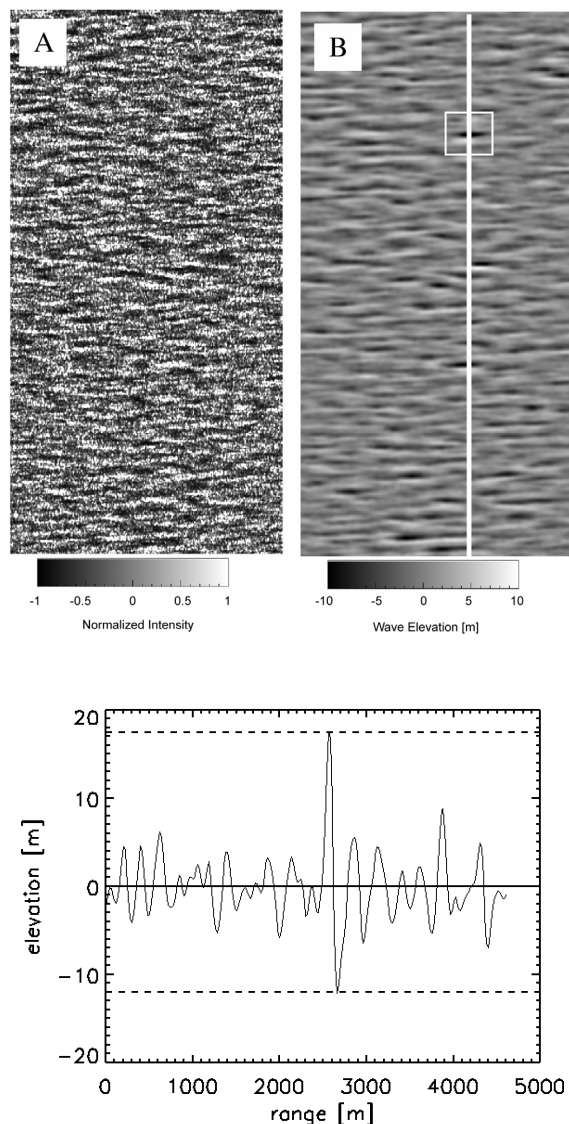 A
B
-1 -0.5 0 0.5 1
Normalized Intensity
-10 -5 0 5 10
Wave Elevation [m]
20
10
0
-10
-20
elevation [m]
0 1000 2000 3000 4000 5000
range [m]